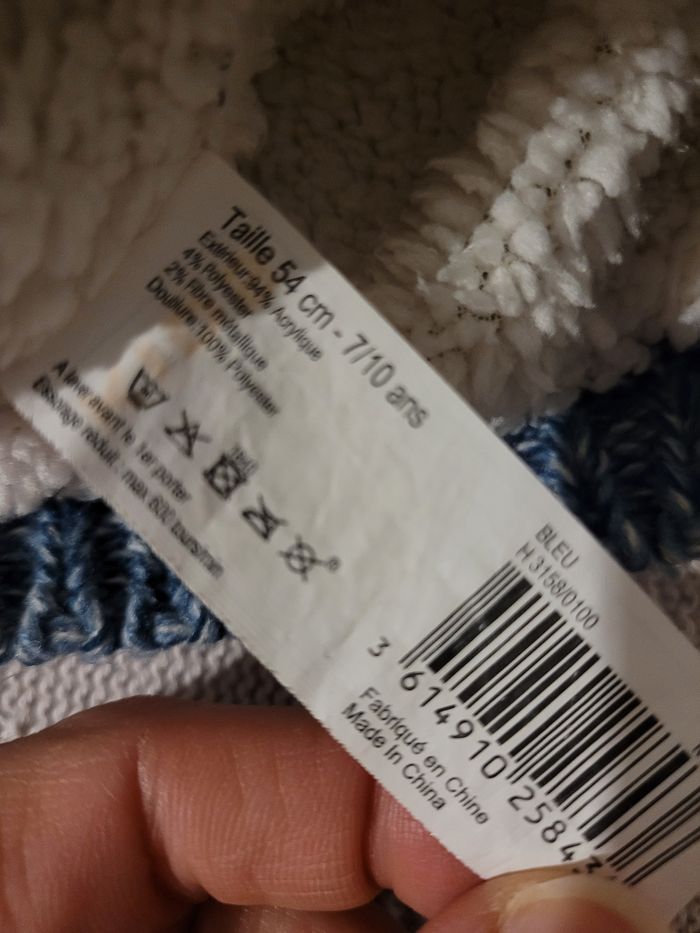 Taille 54 cm - 7/10 ans
Extérieur:94% Acrylique
4% Polyester
2% Fibre métallique
Doublure:100% Polyester
A laver avant le 1er porter
Essorage réduit : max 600 tours/min
BLEU
H 3158/0100
3 614910 2584
Fabriqué en Chine
Made In China